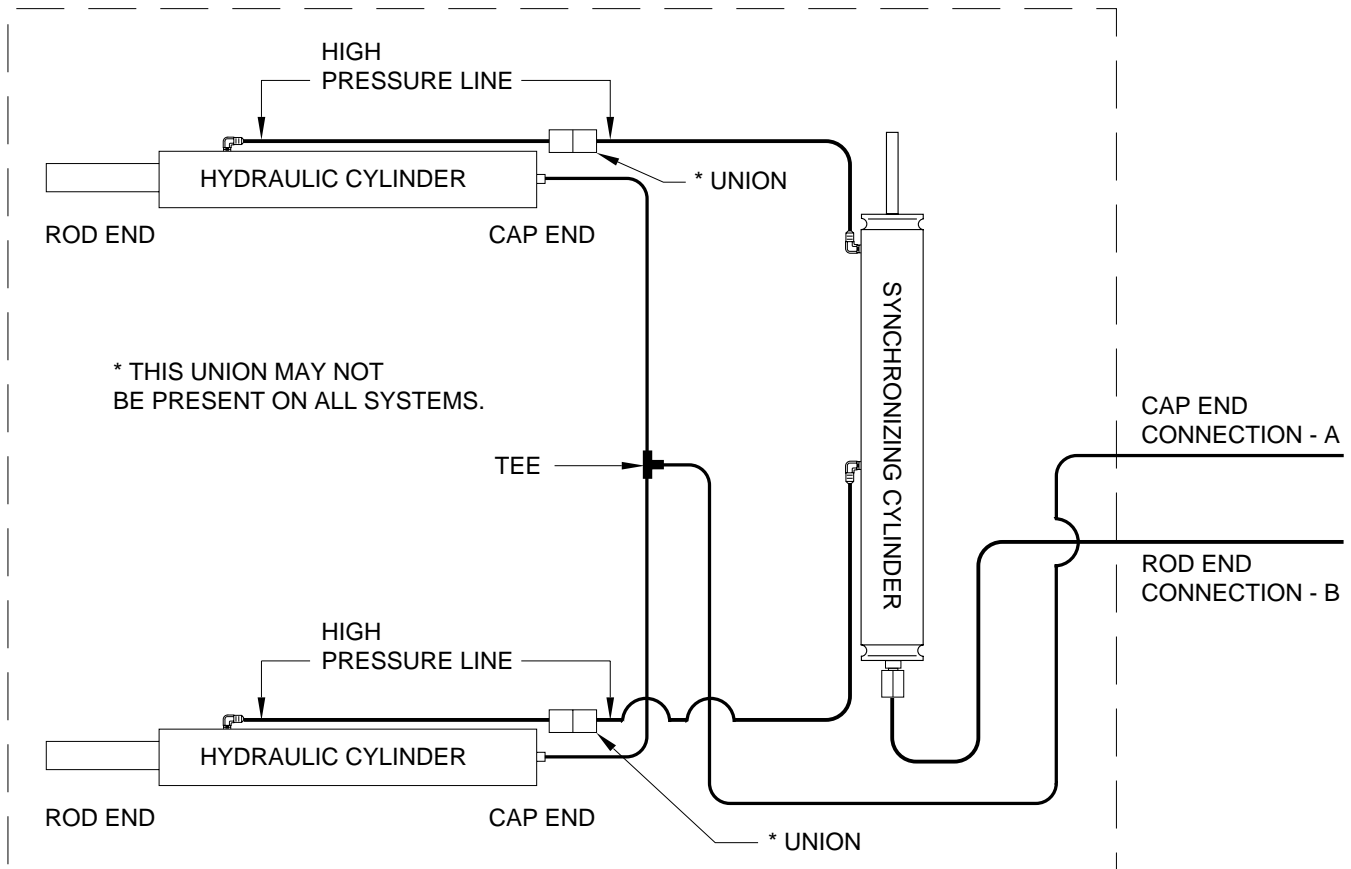 HIGH
PRESSURE LINE
HYDRAULIC CYLINDER
* UNION
ROD END
CAP END
SYNCHRONIZING CYLINDER
* THIS UNION MAY NOT
BE PRESENT ON ALL SYSTEMS.
CAP END
CONNECTION - A
TEE
ROD END
CONNECTION - B
HIGH
PRESSURE LINE
HYDRAULIC CYLINDER
ROD END
CAP END
* UNION